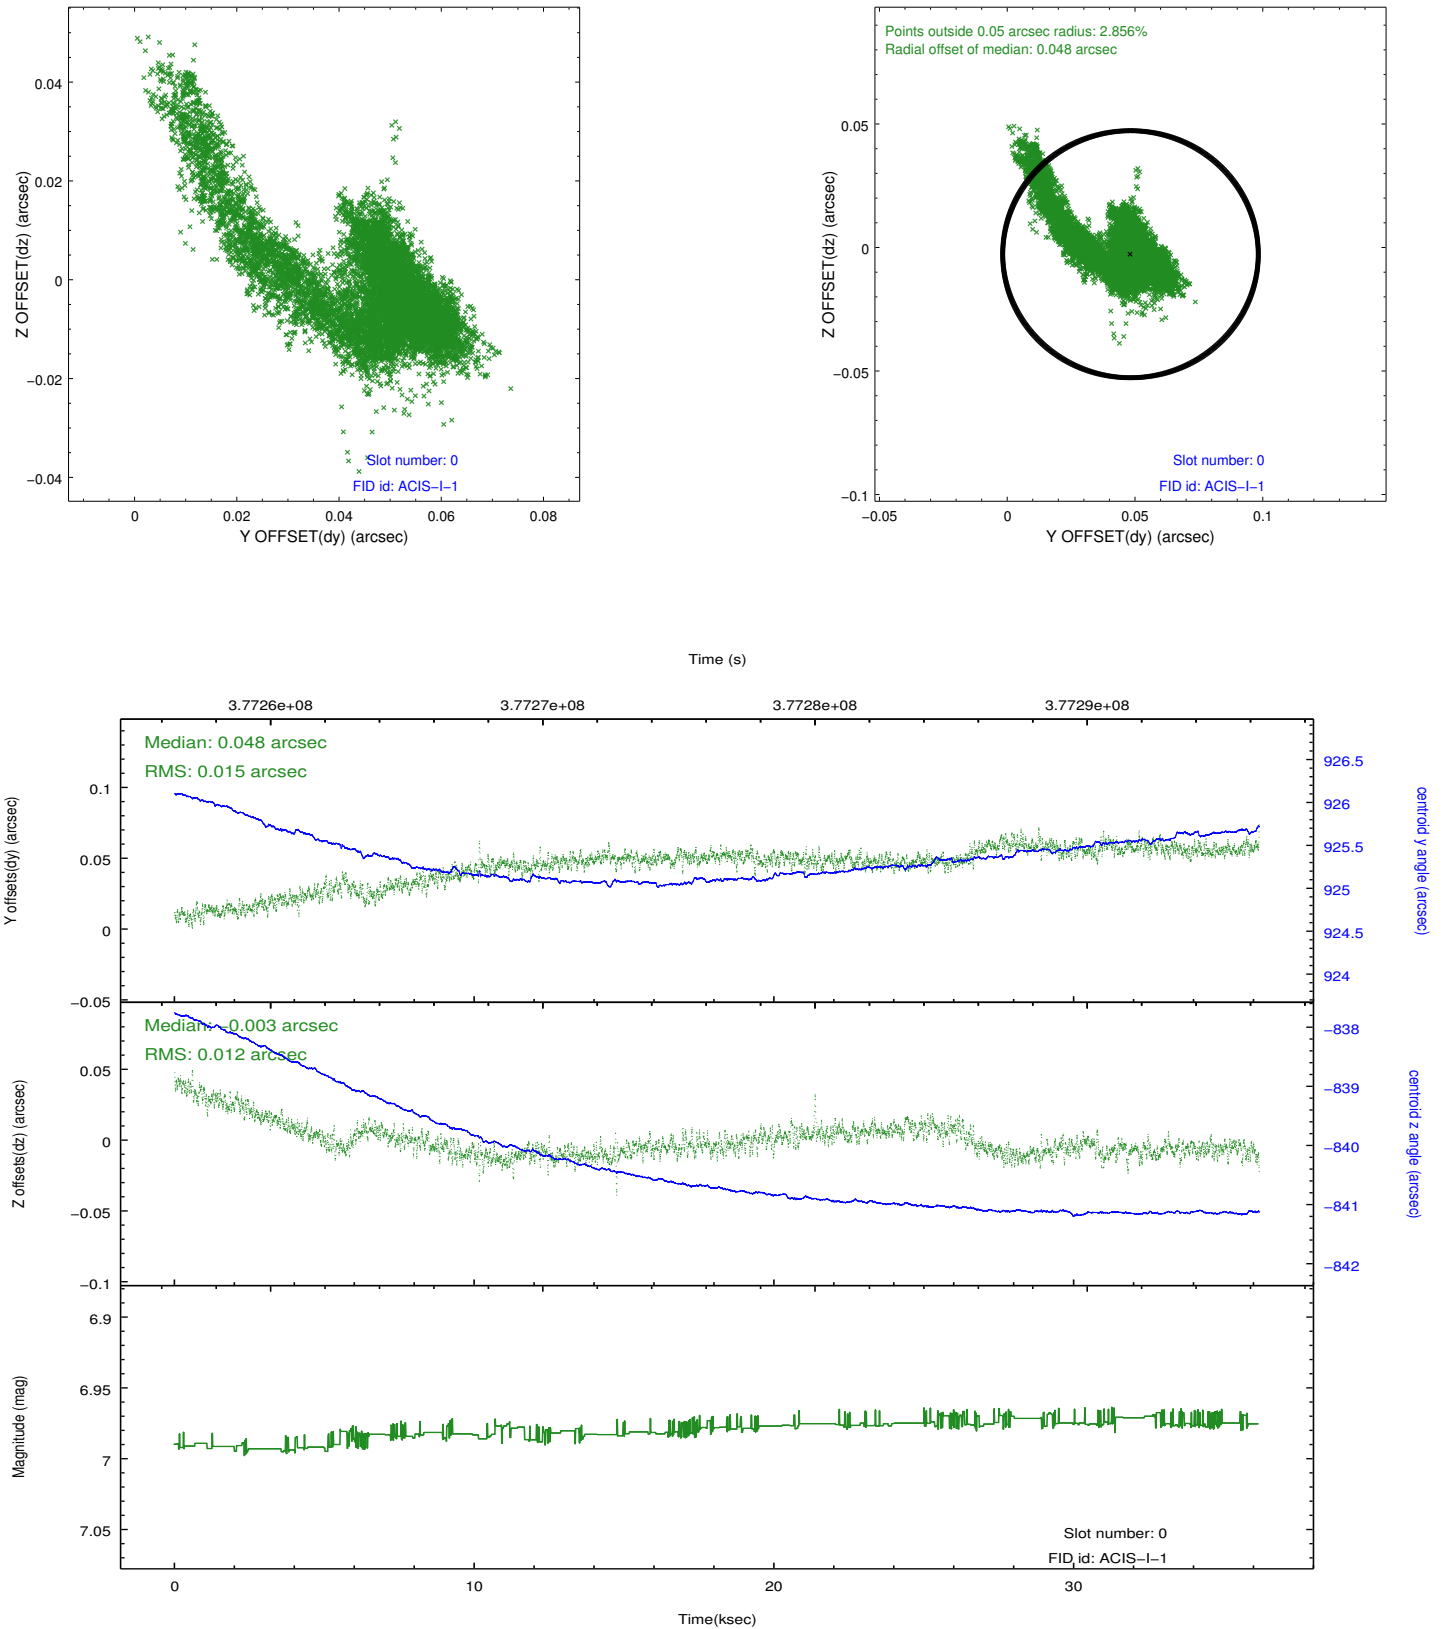 0.04
0.02
0
−0.02
−0.04
Z OFFSET(dz) (arcsec)
Slot number: 0
FID id: ACIS−I−1
0 0.02 0.04 0.06 0.08
Y OFFSET(dy) (arcsec)
Points outside 0.05 arcsec radius: 2.856%
Radial offset of median: 0.048 arcsec
0.05
0
−0.05
−0.1
Z OFFSET(dz) (arcsec)
Slot number: 0
FID id: ACIS−I−1
−0.05 0 0.05 0.1
Y OFFSET(dy) (arcsec)
Time (s)
3.7726e+08 3.7727e+08 3.7728e+08 3.7729e+08
Median: 0.048 arcsec
RMS: 0.015 arcsec
0.1
0.05
0
−0.05
Y offsets(dy) (arcsec)
926.5
926
925.5
925
924.5
924
centroid y angle (arcsec)
Median: −0.003 arcsec
RMS: 0.012 arcsec
0.05
0
−0.05
−0.1
Z offsets(dz) (arcsec)
−838
−839
−840
−841
−842
centroid z angle (arcsec)
6.9
6.95
7
7.05
Magnitude (mag)
Slot number: 0
FID id: ACIS−I−1
0 10 20 30
Time(ksec)